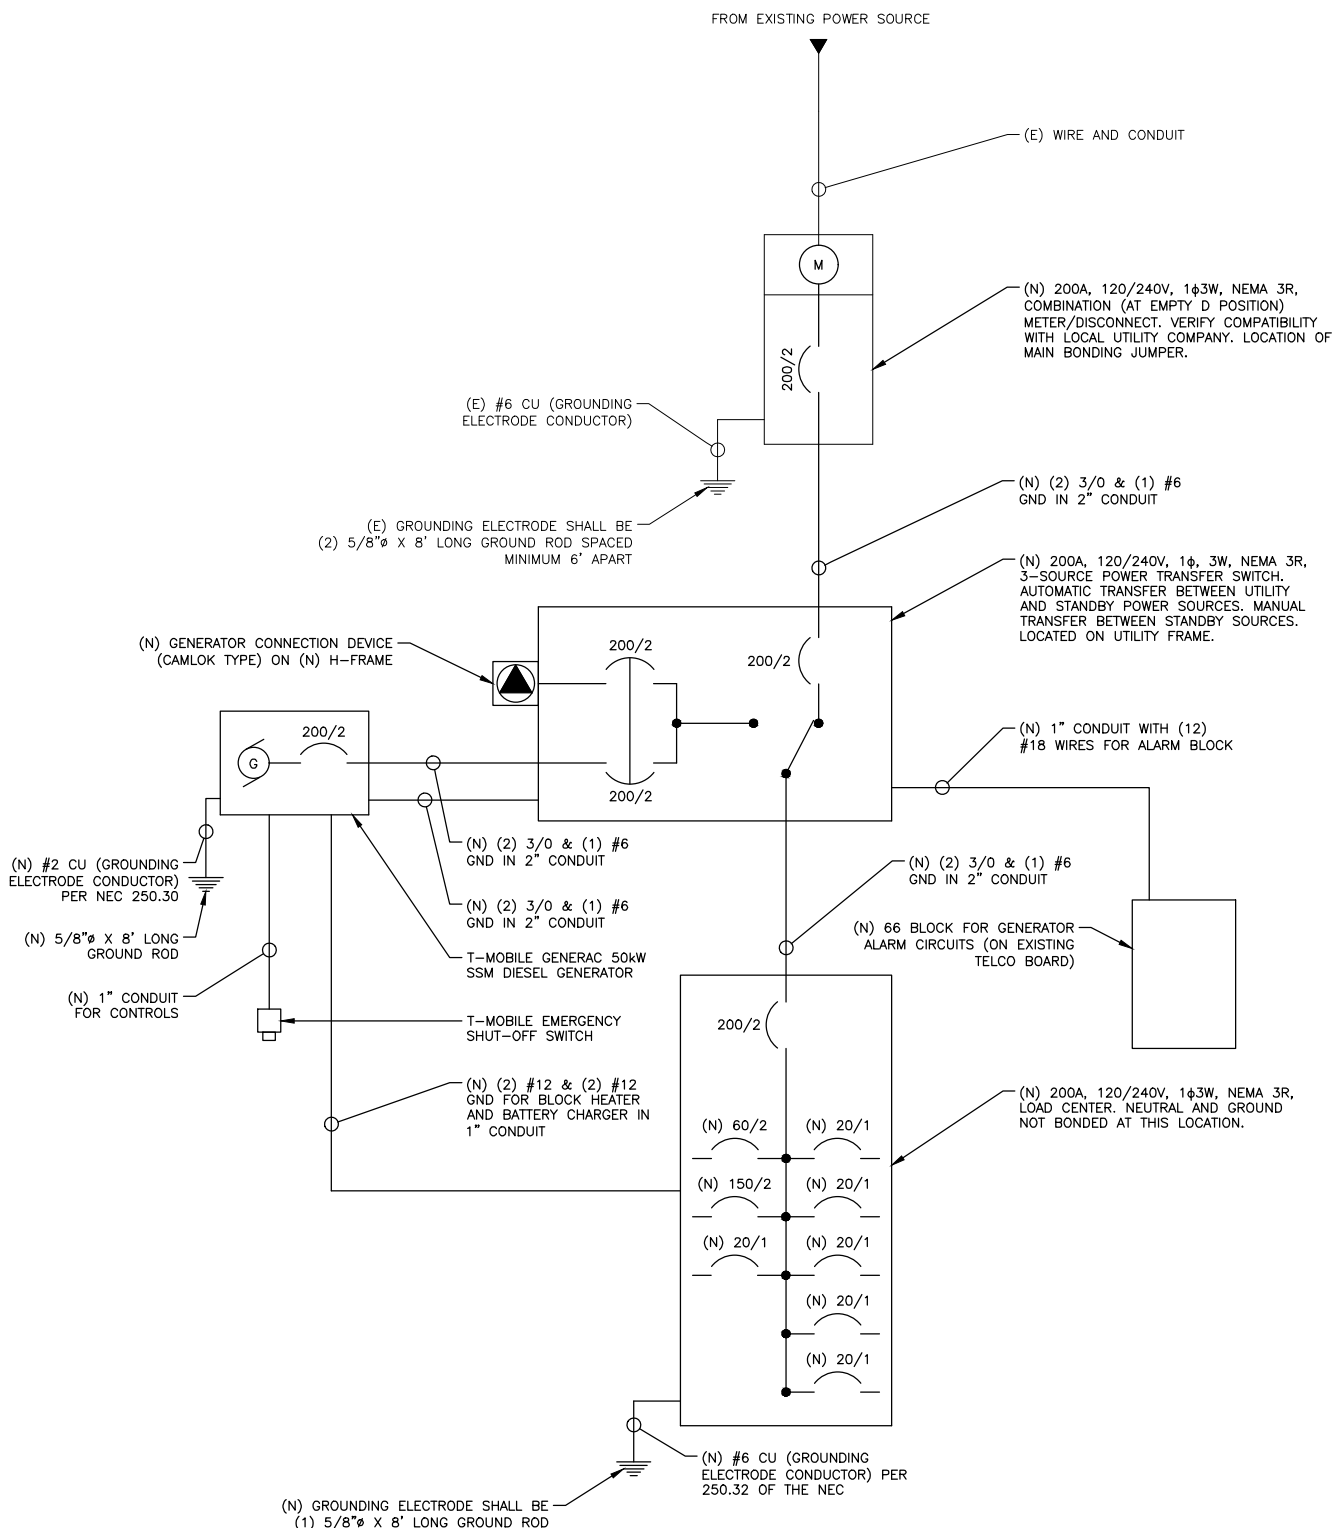 FROM EXISTING POWER SOURCE
(E) WIRE AND CONDUIT
M
(N) 200A, 120/240V, 1ϕ3W, NEMA 3R,
COMBINATION (AT EMPTY D POSITION)
METER/DISCONNECT. VERIFY COMPATIBILITY
WITH LOCAL UTILITY COMPANY. LOCATION OF
MAIN BONDING JUMPER.
200/2
(E) #6 CU (GROUNDING
ELECTRODE CONDUCTOR)
(E) GROUNDING ELECTRODE SHALL BE
(2) 5/8"ø X 8' LONG GROUND ROD SPACED
MINIMUM 6' APART
(N) (2) 3/0 & (1) #6
GND IN 2" CONDUIT
(N) 200A, 120/240V, 1ϕ, 3W, NEMA 3R,
3-SOURCE POWER TRANSFER SWITCH.
AUTOMATIC TRANSFER BETWEEN UTILITY
AND STANDBY POWER SOURCES. MANUAL
TRANSFER BETWEEN STANDBY SOURCES.
LOCATED ON UTILITY FRAME.
(N) GENERATOR CONNECTION DEVICE
(CAMLOK TYPE) ON (N) H-FRAME
200/2
200/2
200/2
G
200/2
(N) 1" CONDUIT WITH (12)
#18 WIRES FOR ALARM BLOCK
(N) (2) 3/0 & (1) #6
GND IN 2" CONDUIT
(N) (2) 3/0 & (1) #6
GND IN 2" CONDUIT
(N) #2 CU (GROUNDING
ELECTRODE CONDUCTOR)
PER NEC 250.30
(N) 5/8"ø X 8' LONG
GROUND ROD
(N) 1" CONDUIT
FOR CONTROLS
T-MOBILE GENERAC 50kW
SSM DIESEL GENERATOR
T-MOBILE EMERGENCY
SHUT-OFF SWITCH
(N) (2) #12 & (2) #12
GND FOR BLOCK HEATER
AND BATTERY CHARGER IN
1" CONDUIT
(N) (2) 3/0 & (1) #6
GND IN 2" CONDUIT
(N) 66 BLOCK FOR GENERATOR
ALARM CIRCUITS (ON EXISTING
TELCO BOARD)
200/2
(N) 200A, 120/240V, 1ϕ3W, NEMA 3R,
LOAD CENTER. NEUTRAL AND GROUND
NOT BONDED AT THIS LOCATION.
(N) 60/2
(N) 20/1
(N) 150/2
(N) 20/1
(N) 20/1
(N) 20/1
(N) 20/1
(N) 20/1
(N) #6 CU (GROUNDING
ELECTRODE CONDUCTOR) PER
250.32 OF THE NEC
(N) GROUNDING ELECTRODE SHALL BE
(1) 5/8"ø X 8' LONG GROUND ROD